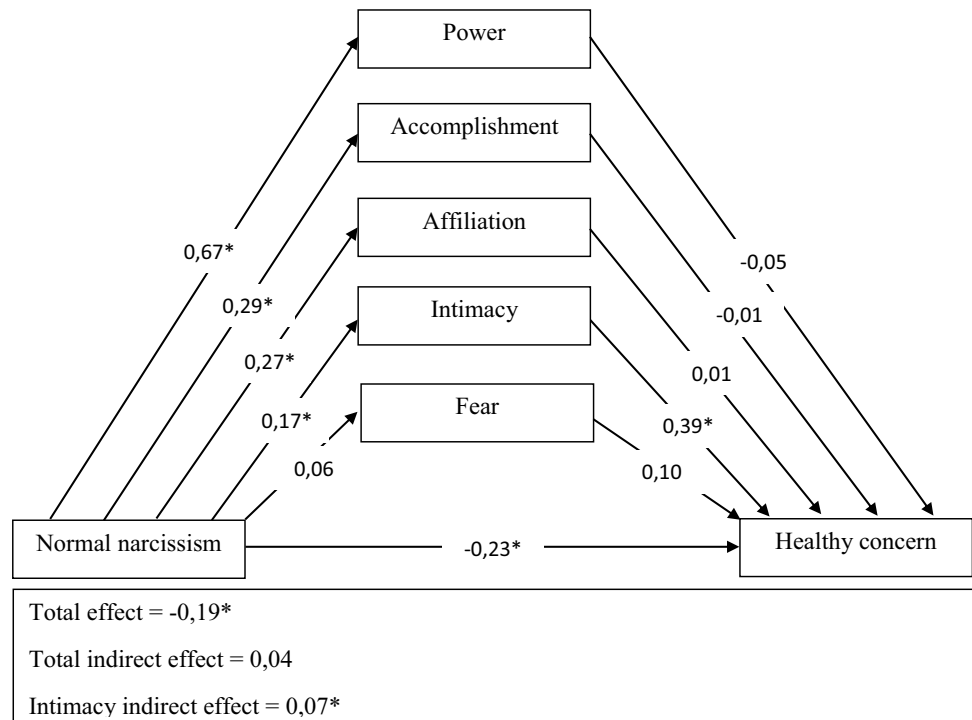 Power
Accomplishment
Affiliation
Intimacy
Fear
0,67*
0,29*
0,27*
0,17*
0,06
-0,05
-0,01
0,01
0,39*
0,10
Normal narcissism
-0,23*
Healthy concern
Total effect = -0,19*
Total indirect effect = 0,04
Intimacy indirect effect = 0,07*